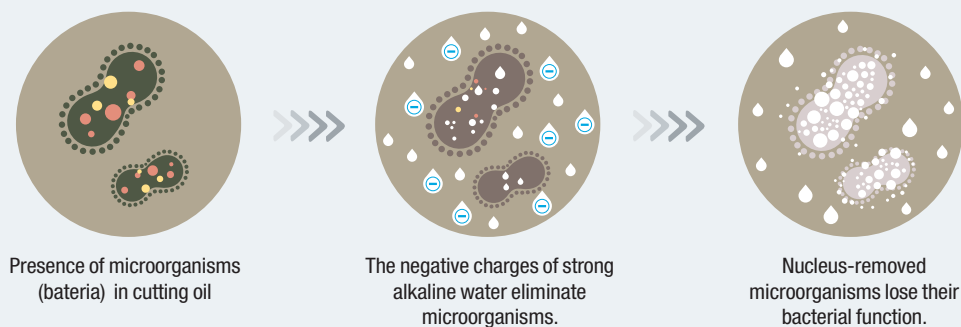 Presence of microorganisms
(bateria) in cutting oil
The negative charges of strong
alkaline water eliminate
microorganisms.
Nucleus-removed
microorganisms lose their
bacterial function.